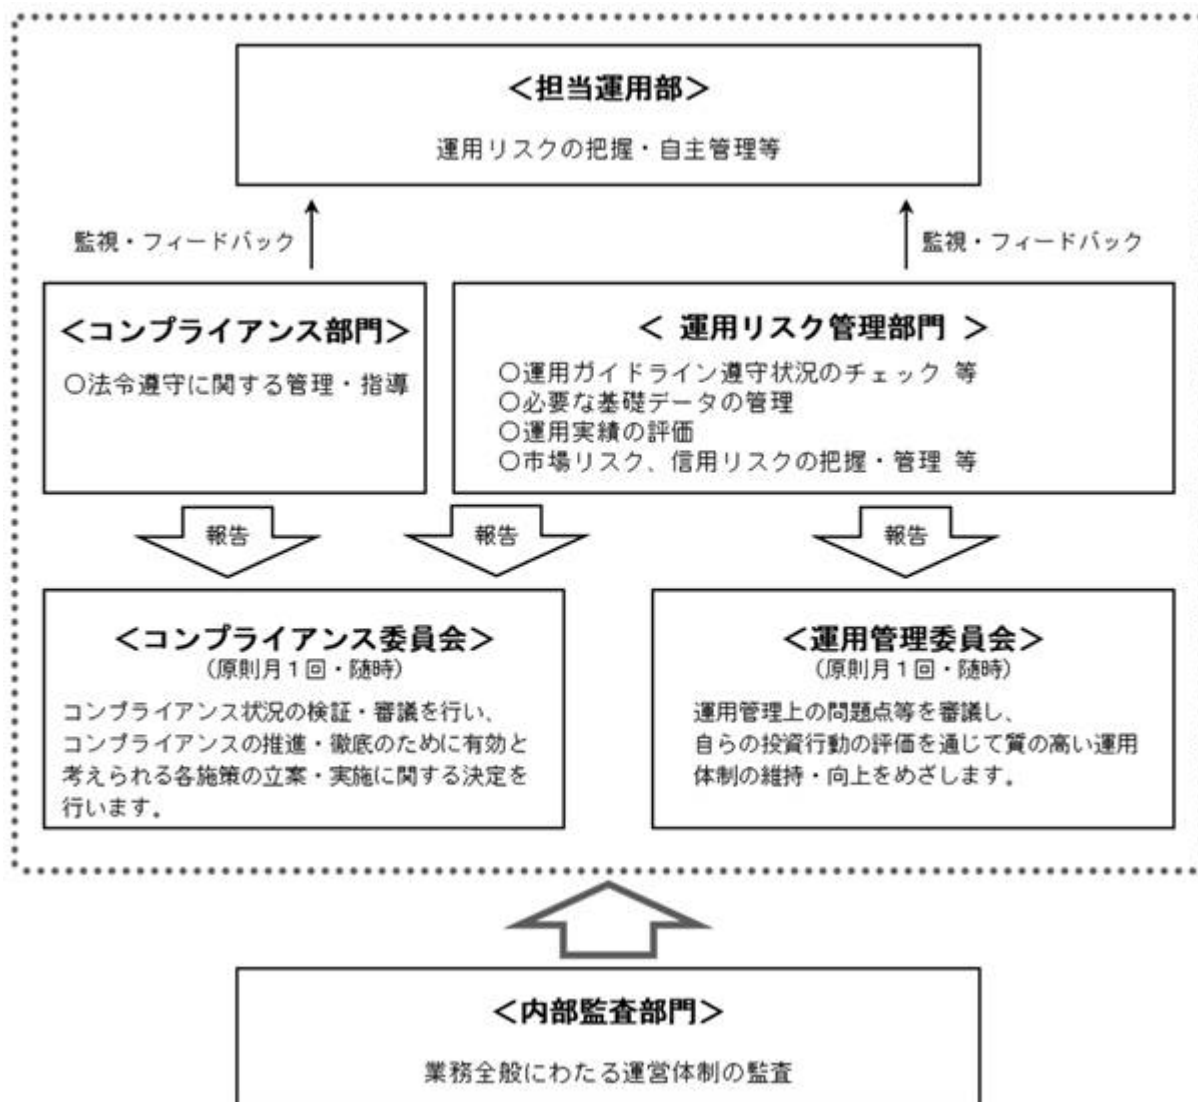 ＜担当運用部＞
運用リスクの把握・自主管理等
監視・フィードバック
監視・フィードバック
＜コンプライアンス部門＞
○法令遵守に関する管理・指導
＜ 運用リスク管理部門 ＞
○運用ガイドライン遵守状況のチェック 等
○必要な基礎データの管理
○運用実績の評価
○市場リスク、信用リスクの把握・管理 等
報告
報告
報告
＜コンプライアンス委員会＞
（原則月１回・随時）
コンプライアンス状況の検証・審議を行い、
コンプライアンスの推進・徹底のために有効と
考えられる各施策の立案・実施に関する決定を
行います。
＜運用管理委員会＞
（原則月１回・随時）
運用管理上の問題点等を審議し、
自らの投資行動の評価を通じて質の高い運用
体制の維持・向上をめざします。
＜内部監査部門＞
業務全般にわたる運営体制の監査